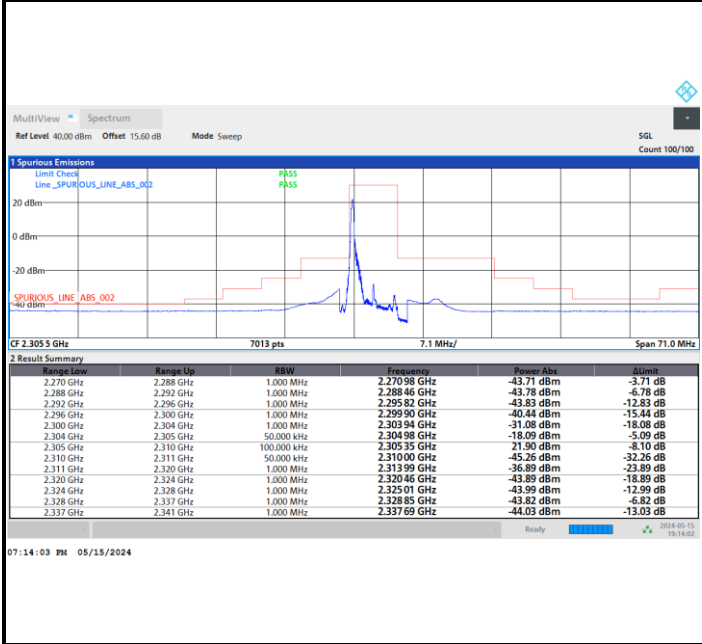 MultiView Spectrum
Ref Level 40.00 dBm Offset 15.60 dB Mode Sweep SGL
Count 100/100
1 Spurious Emissions
Limit Check PASS
Line _SPURIOUS_LINE_ABS_002 PASS
20 dBm
0 dBm
-20 dBm
SPURIOUS_LINE_ABS_002
-40 dBm
CF 2.305 5 GHz 7013 pts 7.1 MHz/ Span 71.0 MHz
2 Result Summary
Range Low Range Up RBW Frequency Power Abs ΔLimit
2.270 GHz 2.288 GHz 1.000 MHz 2.270 98 GHz -43.71 dBm -3.71 dB
2.288 GHz 2.292 GHz 1.000 MHz 2.288 46 GHz -43.78 dBm -6.78 dB
2.292 GHz 2.296 GHz 1.000 MHz 2.295 82 GHz -43.83 dBm -12.83 dB
2.296 GHz 2.300 GHz 1.000 MHz 2.299 90 GHz -40.44 dBm -15.44 dB
2.300 GHz 2.304 GHz 1.000 MHz 2.303 94 GHz -31.08 dBm -18.08 dB
2.304 GHz 2.305 GHz 50.000 kHz 2.304 98 GHz -18.09 dBm -5.09 dB
2.305 GHz 2.310 GHz 100.000 kHz 2.305 35 GHz 21.90 dBm -8.10 dB
2.310 GHz 2.311 GHz 50.000 kHz 2.310 00 GHz -45.26 dBm -32.26 dB
2.311 GHz 2.320 GHz 1.000 MHz 2.313 99 GHz -36.89 dBm -23.89 dB
2.320 GHz 2.324 GHz 1.000 MHz 2.320 46 GHz -43.89 dBm -18.89 dB
2.324 GHz 2.328 GHz 1.000 MHz 2.325 01 GHz -43.99 dBm -12.99 dB
2.328 GHz 2.337 GHz 1.000 MHz 2.328 85 GHz -43.82 dBm -6.82 dB
2.337 GHz 2.341 GHz 1.000 MHz 2.337 69 GHz -44.03 dBm -13.03 dB
Ready 2024-05-15
19:14:02
07:14:03 PM 05/15/2024